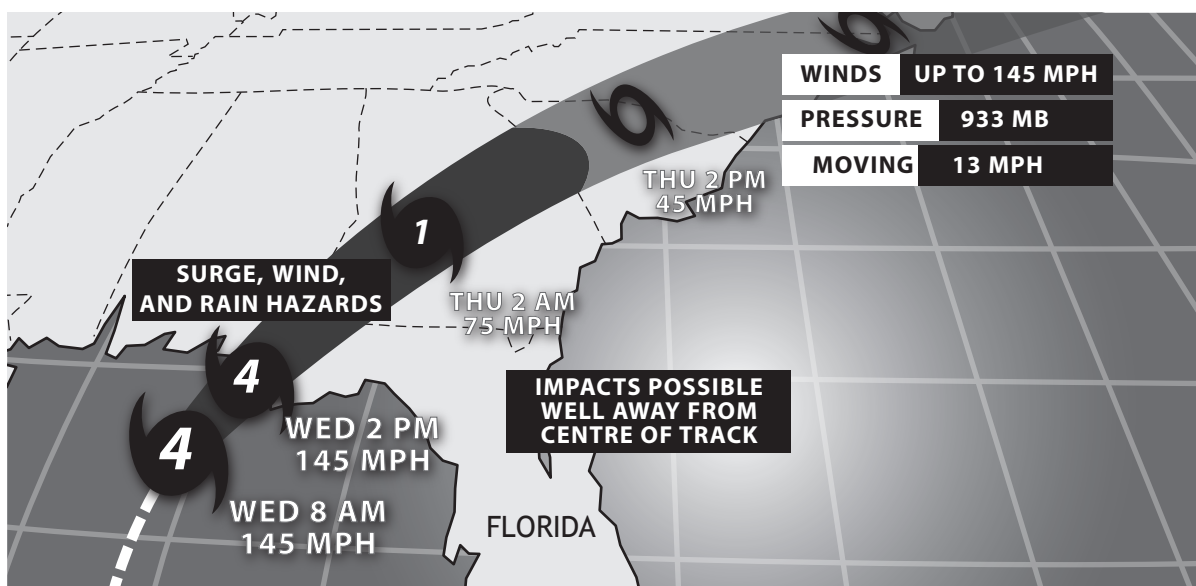 WINDS UP TO 145 MPH
PRESSURE 933 MB
MOVING 13 MPH
THU 2 PM
45 MPH
1
SURGE, WIND,
AND RAIN HAZARDS
THU 2 AM
75 MPH
4
IMPACTS POSSIBLE
WELL AWAY FROM
CENTRE OF TRACK
WED 2 PM
145 MPH
4
WED 8 AM
145 MPH
FLORIDA